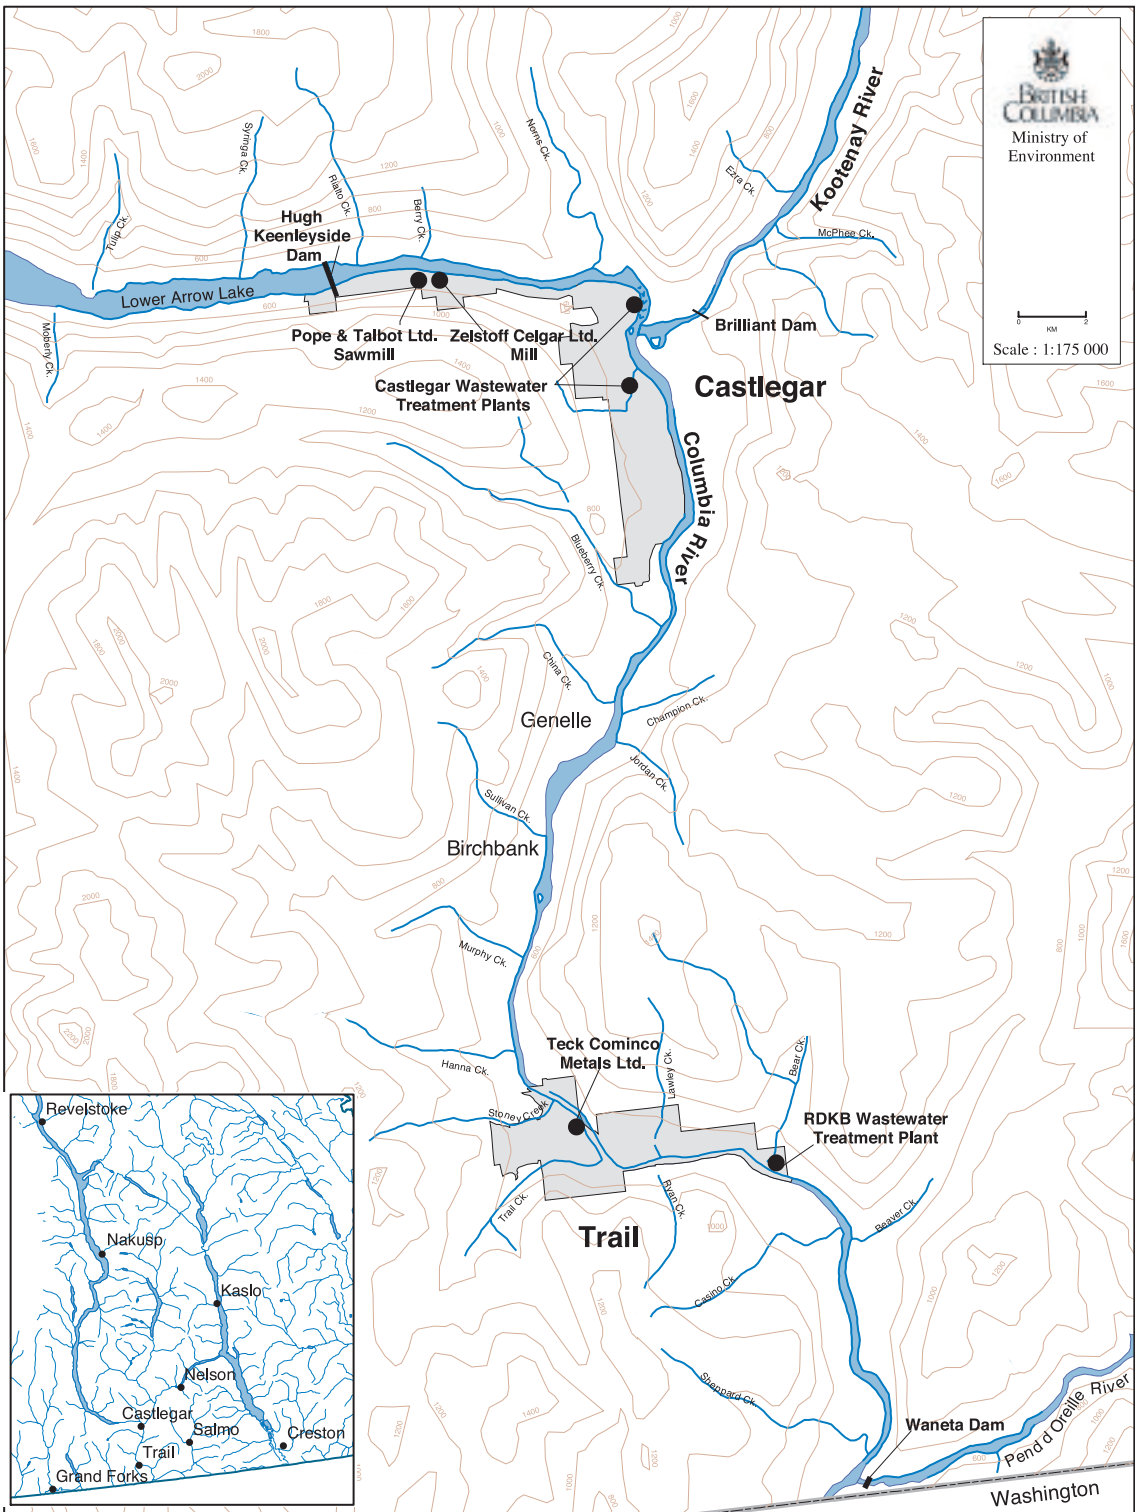 BRITISH
COLUMBIA
Ministry of
Environment
0 2
KM
Scale : 1:175 000
Kootenay River
Ezra Ck.
McPhee Ck.
Norns Ck.
Syringa Ck.
Rialto Ck.
Berry Ck.
Tulip Ck.
Hugh
Keenleyside
Dam
Lower Arrow Lake
Moberly Ck.
Pope & Talbot Ltd.
Sawmill
Zelstoff Celgar Ltd.
Mill
Brilliant Dam
Castlegar Wastewater
Treatment Plants
Castlegar
Columbia River
Blueberry Ck.
China Ck.
Genelle
Champion Ck.
Jordan Ck.
Sullivan Ck.
Birchbank
Murphy Ck.
Hanna Ck.
Teck Cominco
Metals Ltd.
Lawley Ck.
Bear Ck.
Stoney Creek
RDKB Wastewater
Treatment Plant
Trail Ck.
Ryan Ck.
Beaver Ck.
Trail
Casino Ck
Sheppard Ck.
Waneta Dam
Pend d Oreille River
Washington
Revelstoke
Nakusp
Kaslo
Nelson
Castlegar
Salmo
Creston
Trail
Grand Forks